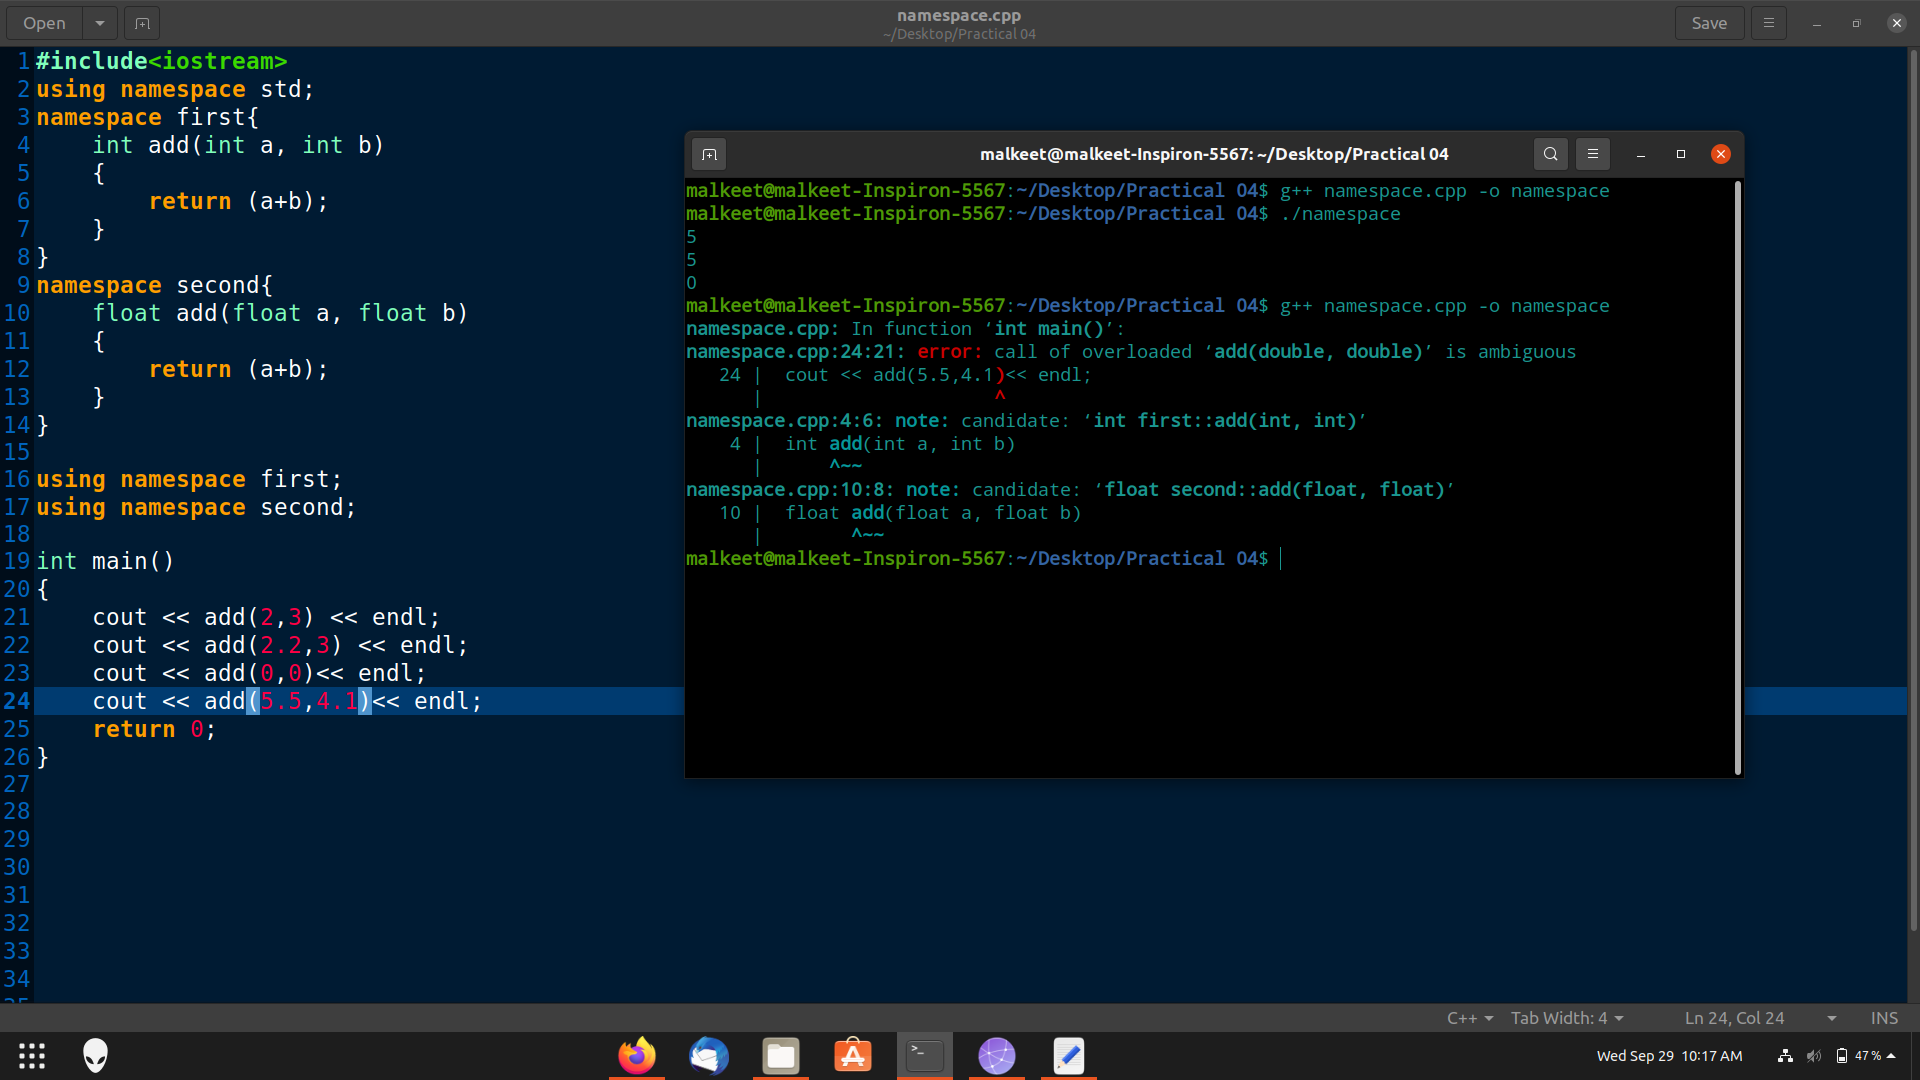 Open
namespace.cpp
~/Desktop/Practical 04
Save
1 #include<iostream>
2 using namespace std;
3 namespace first{
4     int add(int a, int b)
5     {
6         return (a+b);
7     }
8 }
9 namespace second{
10     float add(float a, float b)
11     {
12         return (a+b);
13     }
14 }
15
16 using namespace first;
17 using namespace second;
18
19 int main()
20 {
21     cout << add(2,3) << endl;
22     cout << add(2.2,3) << endl;
23     cout << add(0,0)<< endl;
24     cout << add(5.5,4.1)<< endl;
25     return 0;
26 }
27
28
29
30
31
32
33
34
35
malkeet@malkeet-Inspiron-5567: ~/Desktop/Practical 04
malkeet@malkeet-Inspiron-5567:~/Desktop/Practical 04$ g++ namespace.cpp -o namespace
malkeet@malkeet-Inspiron-5567:~/Desktop/Practical 04$ ./namespace
5
5
0
malkeet@malkeet-Inspiron-5567:~/Desktop/Practical 04$ g++ namespace.cpp -o namespace
namespace.cpp: In function ‘int main()’:
namespace.cpp:24:21: error: call of overloaded ‘add(double, double)’ is ambiguous
   24 |  cout << add(5.5,4.1)<< endl;
      |                     ^
namespace.cpp:4:6: note: candidate: ‘int first::add(int, int)’
    4 |  int add(int a, int b)
      |      ^~~
namespace.cpp:10:8: note: candidate: ‘float second::add(float, float)’
   10 |  float add(float a, float b)
      |        ^~~
malkeet@malkeet-Inspiron-5567:~/Desktop/Practical 04$
C++
Tab Width: 4
Ln 24, Col 24
INS
Wed Sep 29 10:17 AM
47%